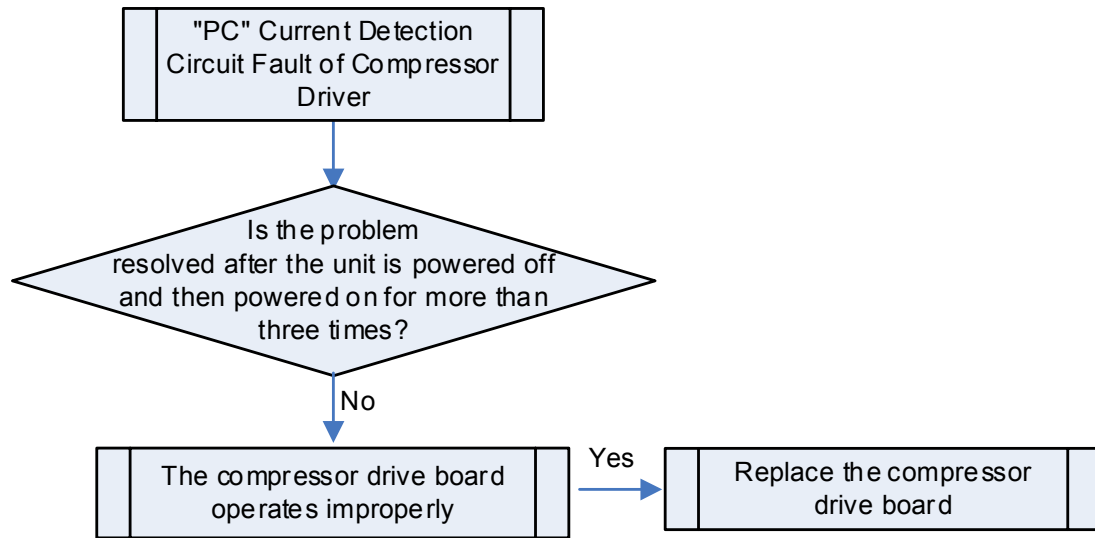 "PC" Current Detection
Circuit Fault of Compressor
Driver
Is the problem
resolved after the unit is powered off
and then powered on for more than
three times?
No
The compressor drive board
operates improperly
Yes
Replace the compressor
drive board